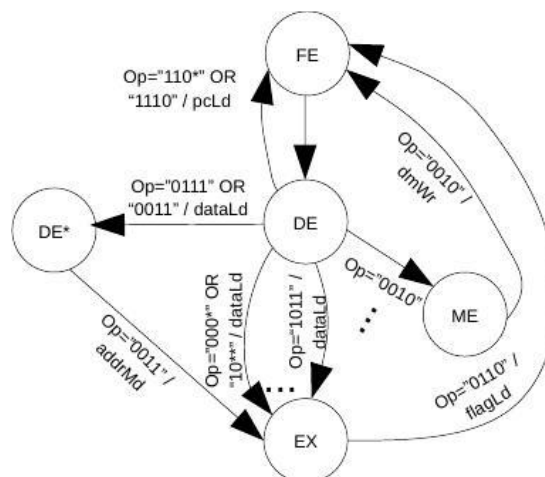 FE
Op="110*" OR
"1110" / pcLd
Op="0010" /
dmWr
Op="0111" OR
"0011" / dataLd
DE*
DE
Op="0010"
ME
Op="0011" /
addrMd
Op="000*" OR
"10**" / dataLd
Op="1011" /
dataLd
Op="0110" /
flagLd
EX